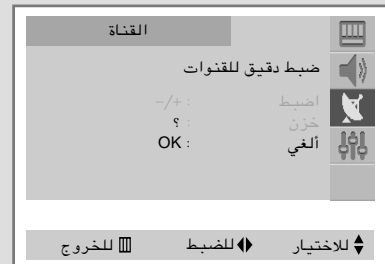 القناة
ضبط دقيق للقنوات
اضبط : +/-
خزن : ؟
ألغي : OK
للاختيار للضبط للخروج